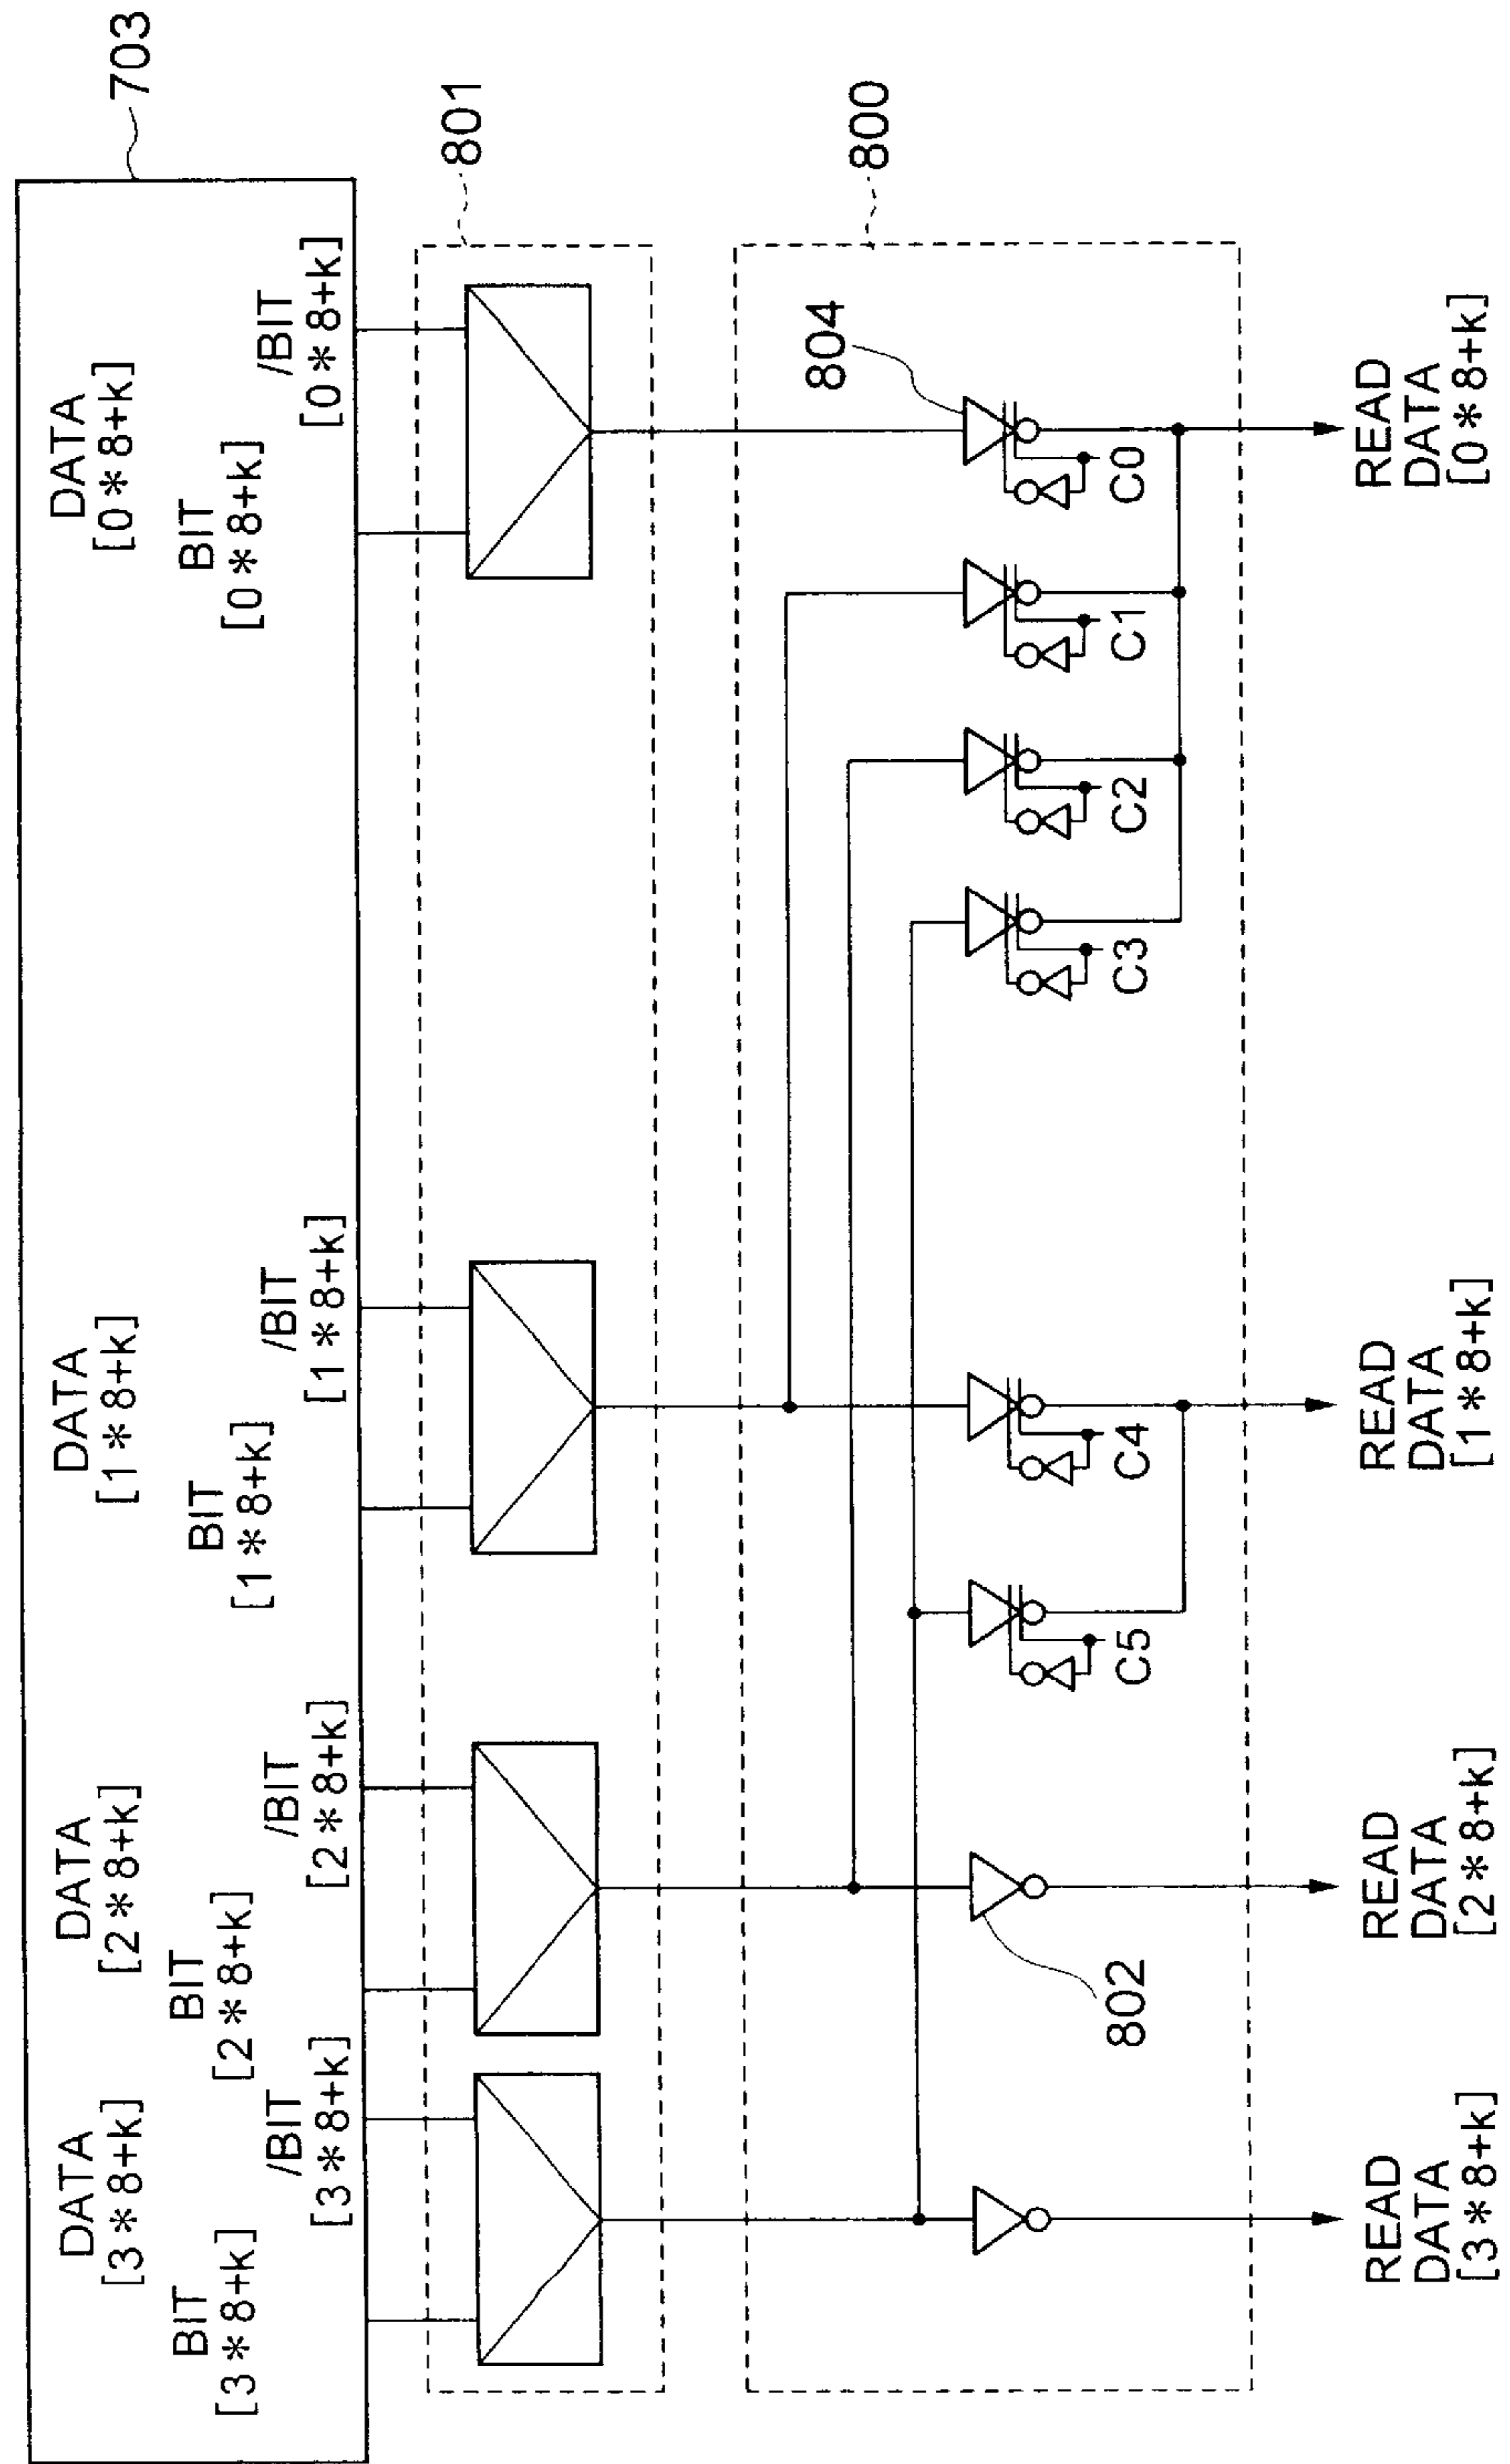 703
DATA
[3*8+k]
DATA
[2*8+k]
DATA
[1*8+k]
DATA
[0*8+k]
BIT
[3*8+k]
/BIT
[3*8+k]
BIT
[2*8+k]
/BIT
[2*8+k]
BIT
[1*8+k]
/BIT
[1*8+k]
BIT
[0*8+k]
/BIT
[0*8+k]
801
800
802
804
C5
C4
C3
C2
C1
C0
READ
DATA
[3*8+k]
READ
DATA
[2*8+k]
READ
DATA
[1*8+k]
READ
DATA
[0*8+k]